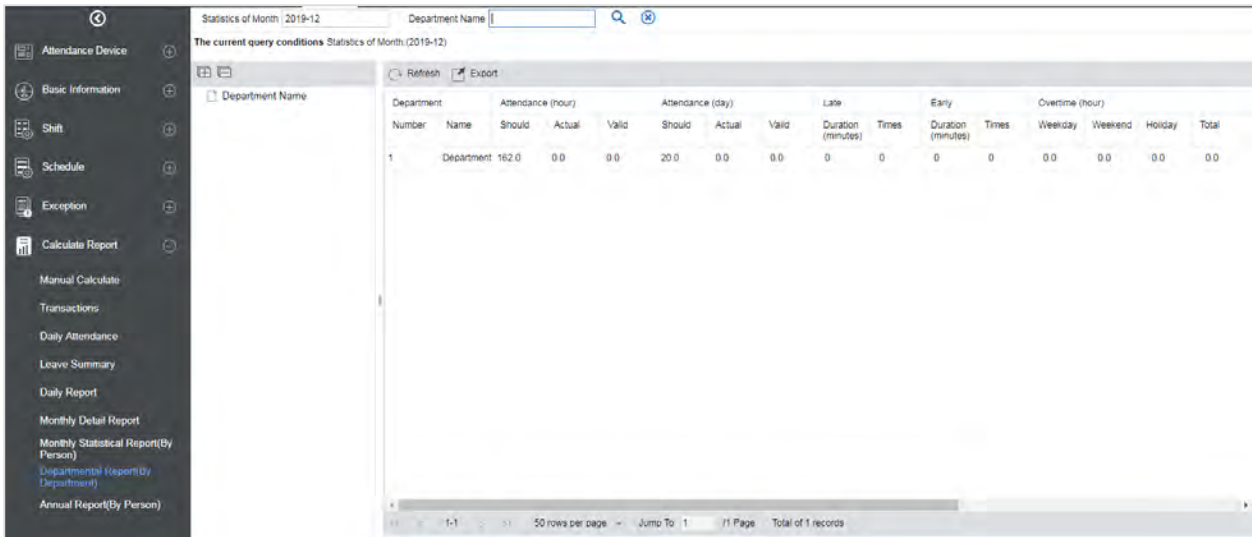 Statistics of Month 2019-12 Department Name
The current query conditions Statistics of Month:(2019-12)
Attendance Device
Basic Information
Shift
Schedule
Exception
Calculate Report
Manual Calculate
Transactions
Daily Attendance
Leave Summary
Daily Report
Monthly Detail Report
Monthly Statistical Report(By
Person)
Departmental Report(By
Department)
Annual Report(By Person)
Department Name
Refresh Export
Department Attendance (hour) Attendance (day) Late Early Overtime (hour)
Number Name Should Actual Valid Should Actual Valid Duration Times Duration Times Weekday Weekend Holiday Total
(minutes) (minutes)
1 Department 162.0 0.0 0.0 20.0 0.0 0.0 0 0 0 0 0.0 0.0 0.0 0.0
1-1 50 rows per page Jump To 1 /1 Page Total of 1 records